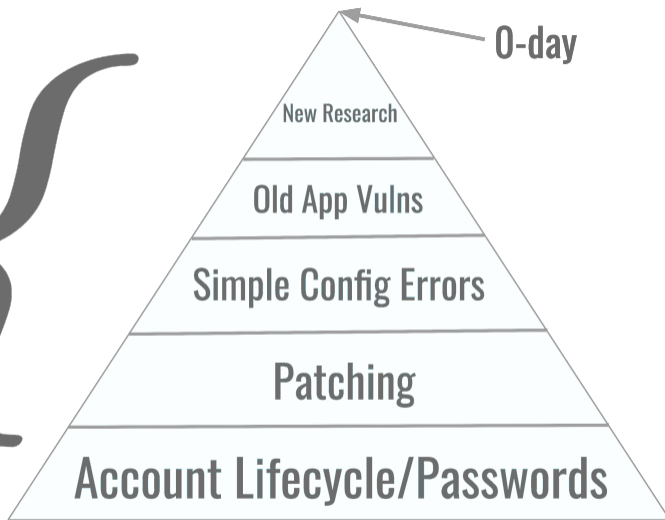 0-day
New Research
Old App Vulns
Simple Config Errors
Patching
Account Lifecycle/Passwords